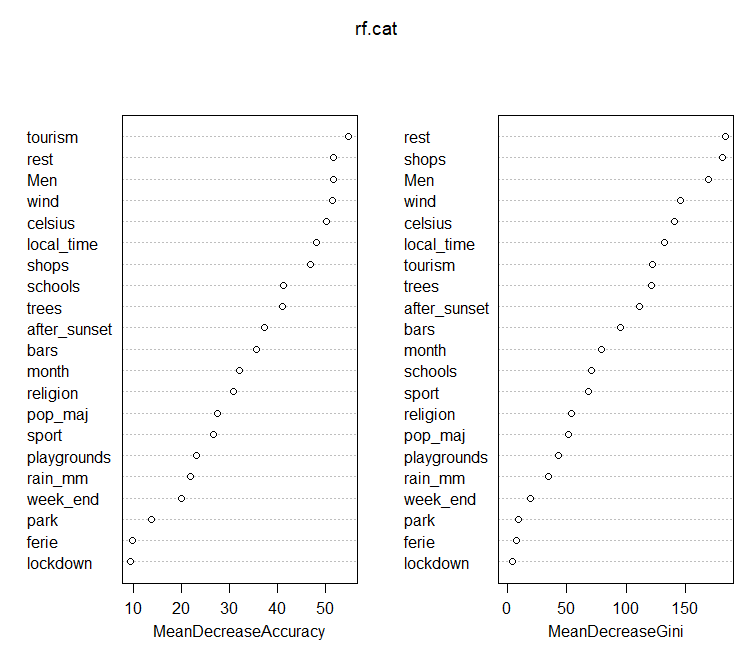 rf.cat
tourism
rest
Men
wind
celsius
local_time
shops
schools
trees
after_sunset
bars
month
religion
pop_maj
sport
playgrounds
rain_mm
week_end
park
ferie
lockdown
10 20 30 40 50
MeanDecreaseAccuracy
rest
shops
Men
wind
celsius
local_time
tourism
trees
after_sunset
bars
month
schools
sport
religion
pop_maj
playgrounds
rain_mm
week_end
park
ferie
lockdown
0 50 100 150
MeanDecreaseGini